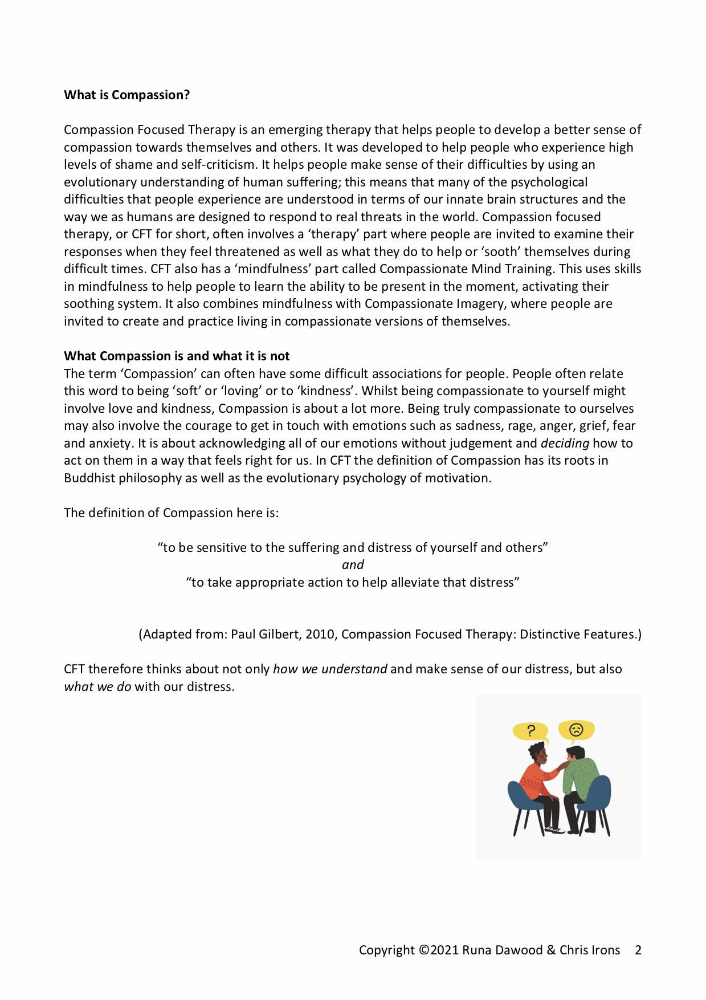 What is Compassion?
Compassion Focused Therapy is an emerging therapy that helps people to develop a better sense of
compassion towards themselves and others. It was developed to help people who experience high
levels of shame and self-criticism. It helps people make sense of their difficulties by using an
evolutionary understanding of human suffering; this means that many of the psychological
difficulties that people experience are understood in terms of our innate brain structures and the
way we as humans are designed to respond to real threats in the world. Compassion focused
therapy, or CFT for short, often involves a ‘therapy’ part where people are invited to examine their
responses when they feel threatened as well as what they do to help or ‘sooth’ themselves during
difficult times. CFT also has a ‘mindfulness’ part called Compassionate Mind Training. This uses skills
in mindfulness to help people to learn the ability to be present in the moment, activating their
soothing system. It also combines mindfulness with Compassionate Imagery, where people are
invited to create and practice living in compassionate versions of themselves.
What Compassion is and what it is not
The term ‘Compassion’ can often have some difficult associations for people. People often relate
this word to being ‘soft’ or ‘loving’ or to ‘kindness’. Whilst being compassionate to yourself might
involve love and kindness, Compassion is about a lot more. Being truly compassionate to ourselves
may also involve the courage to get in touch with emotions such as sadness, rage, anger, grief, fear
and anxiety. It is about acknowledging all of our emotions without judgement and deciding how to
act on them in a way that feels right for us. In CFT the definition of Compassion has its roots in
Buddhist philosophy as well as the evolutionary psychology of motivation.
The definition of Compassion here is:
“to be sensitive to the suffering and distress of yourself and others”
and
“to take appropriate action to help alleviate that distress”
(Adapted from: Paul Gilbert, 2010, Compassion Focused Therapy: Distinctive Features.)
CFT therefore thinks about not only how we understand and make sense of our distress, but also
what we do with our distress.
?
Copyright ©2021 Runa Dawood & Chris Irons 2